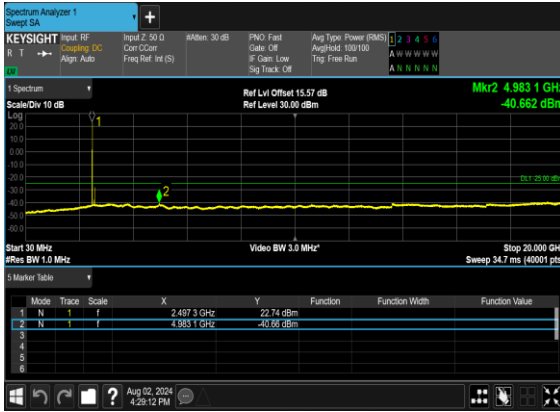 Spectrum Analyzer 1
Swept SA
KEYSIGHT Input: RF Input Z: 50 Ω #Atten: 30 dB PNO: Fast Avg Type: Power (RMS) 1 2 3 4 5 6
R T Coupling: DC Corr CCorr Gate: Off Avg|Hold: 100/100 A W W W W W
Align: Auto Freq Ref: Int (S) IF Gain: Low Trig: Free Run
Sig Track: Off A N N N N N
1 Spectrum Ref Lvl Offset 15.57 dB Mkr2 4.983 1 GHz
Scale/Div 10 dB Ref Level 30.00 dBm -40.662 dBm
Log
20.0
10.0
0.00
-10.0
-20.0
DL1 -25.00 dBm
-30.0
-40.0
-50.0
-60.0
1
2
Start 30 MHz Video BW 3.0 MHz* Stop 20.000 GHz
#Res BW 1.0 MHz Sweep 34.7 ms (40001 pts)
5 Marker Table
Mode Trace Scale X Y Function Function Width Function Value
1 N 1 f 2.497 3 GHz 22.74 dBm
2 N 1 f 4.983 1 GHz -40.66 dBm
3
4
5
6
? Aug 02, 2024
4:29:12 PM